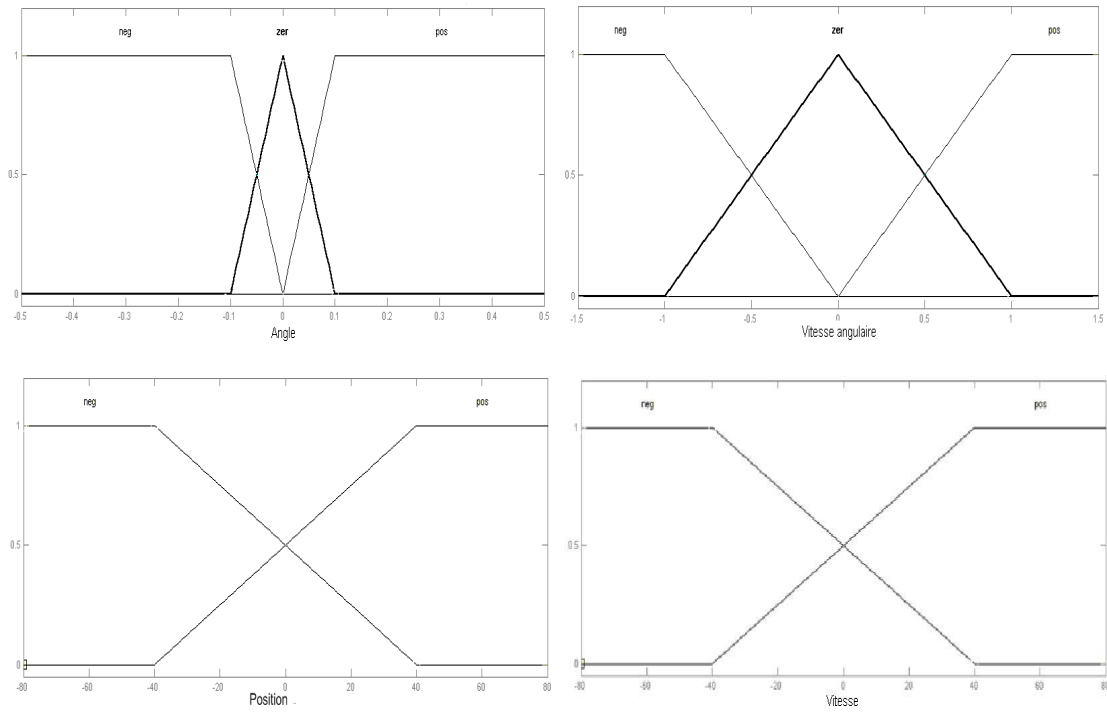 neg zer pos
1
0.5
0
-0.5 -0.4 -0.3 -0.2 -0.1 0 0.1 0.2 0.3 0.4 0.5
Angle
neg zer pos
1
0.5
0
-1.5 -1 -0.5 0 0.5 1 1.5
Vitesse angulaire
neg pos
1
0.5
0
-80 -60 -40 -20 0 20 40 60 80
Position
neg pos
1
0.5
0
-80 -60 -40 -20 0 20 40 60 80
Vitesse